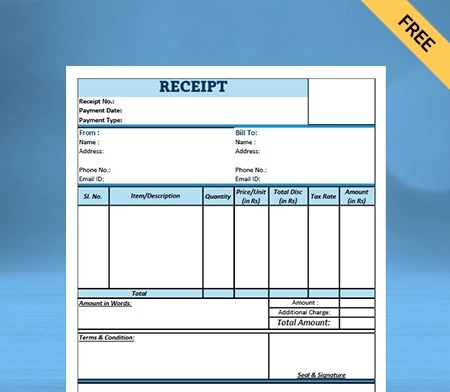 FREE
RECEIPT
Receipt No.:
Payment Date:
Payment Type:
From : Bill To:
Name : Name :
Address: Address:
Phone No.: Phone No.:
Email ID: Email ID:
Sl. No. Item/Description Quantity Price/Unit (in Rs) Total Disc (in Rs) Tax Rate Amount (in Rs)
Total
Amount in Words: Amount :
Additional Charge:
Total Amount:
Terms & Condition:
Seal & Signature